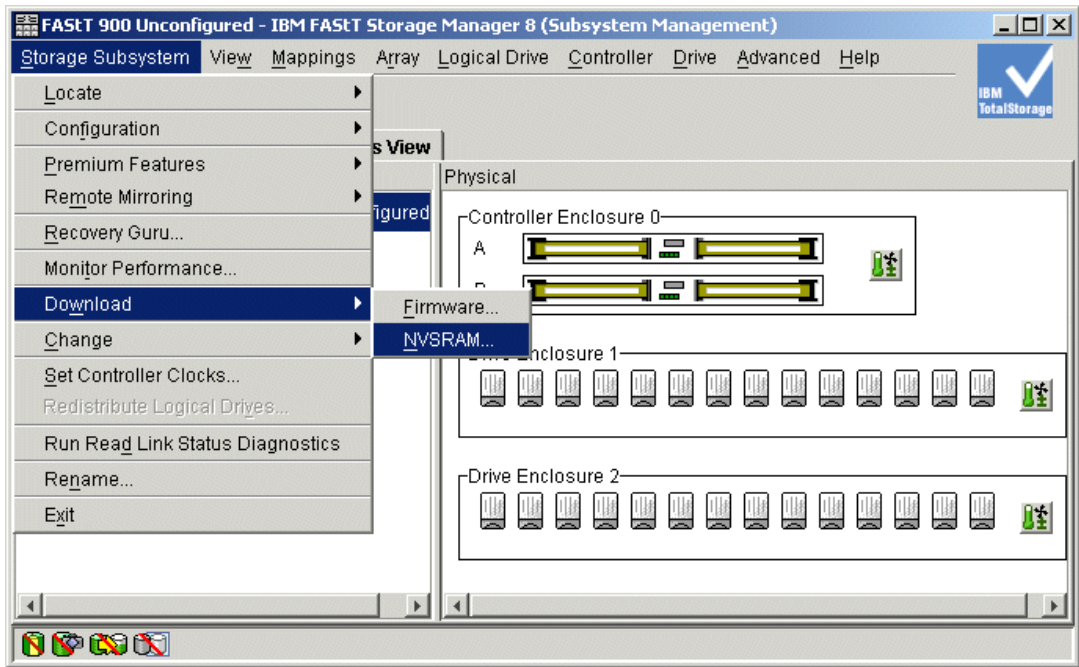 FAStT 900 Unconfigured - IBM FAStT Storage Manager 8 (Subsystem Management)
Storage Subsystem View Mappings Array Logical Drive Controller Drive Advanced Help
IBM
TotalStorage
Locate
Configuration
Premium Features
Remote Mirroring
Recovery Guru...
Monitor Performance...
Download
Change
Set Controller Clocks...
Redistribute Logical Drives...
Run Read Link Status Diagnostics
Rename...
Exit
Firmware...
NVSRAM...
s View
igured
Physical
Controller Enclosure 0
A
Enclosure 1
Drive Enclosure 2